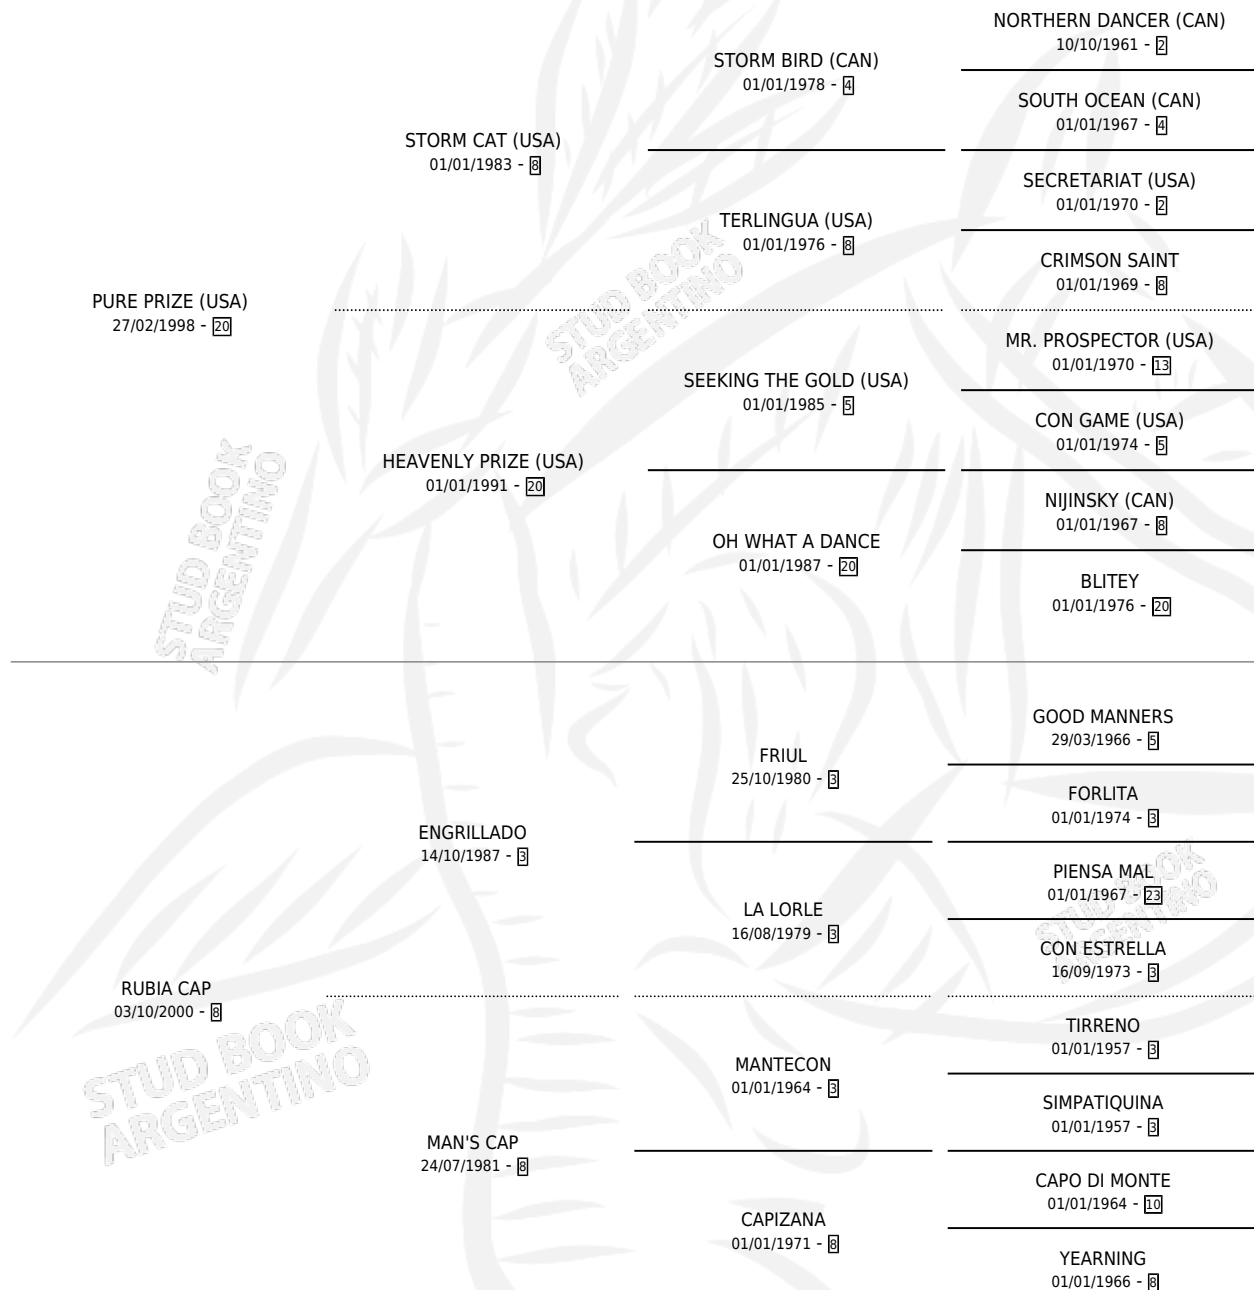 NORTHERN DANCER (CAN)
10/10/1961 - 2
STORM BIRD (CAN)
01/01/1978 - 4
SOUTH OCEAN (CAN)
01/01/1967 - 4
STORM CAT (USA)
01/01/1983 - 8
SECRETARIAT (USA)
01/01/1970 - 2
TERLINGUA (USA)
01/01/1976 - 8
CRIMSON SAINT
01/01/1969 - 8
PURE PRIZE (USA)
27/02/1998 - 20
MR. PROSPECTOR (USA)
01/01/1970 - 13
SEEKING THE GOLD (USA)
01/01/1985 - 5
CON GAME (USA)
01/01/1974 - 5
HEAVENLY PRIZE (USA)
01/01/1991 - 20
NIJINSKY (CAN)
01/01/1967 - 8
OH WHAT A DANCE
01/01/1987 - 20
BLITEY
01/01/1976 - 20
GOOD MANNERS
29/03/1966 - 5
FRIUL
25/10/1980 - 3
FORLITA
01/01/1974 - 3
ENGRILLADO
14/10/1987 - 3
PIENSA MAL
01/01/1967 - 23
LA LORLE
16/08/1979 - 3
CON ESTRELLA
16/09/1973 - 3
RUBIA CAP
03/10/2000 - 8
TIRRENO
01/01/1957 - 3
MANTECON
01/01/1964 - 3
SIMPATIQUINA
01/01/1957 - 3
MAN'S CAP
24/07/1981 - 8
CAPO DI MONTE
01/01/1964 - 10
CAPIZANA
01/01/1971 - 8
YEARNING
01/01/1966 - 8
STUD BOOK
ARGENTINO
STUD BOOK
ARGENTINO
STUD BOOK
ARGENTINO
STUD BOOK
ARGENTINO